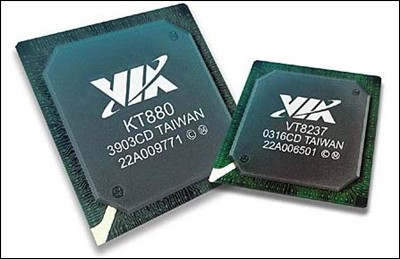 VIA
KT880
3903CD TAIWAN
22A009771 Ⓒ Ⓜ
VIA
VT8237
0316CD TAIWAN
22A006501 Ⓒ Ⓜ